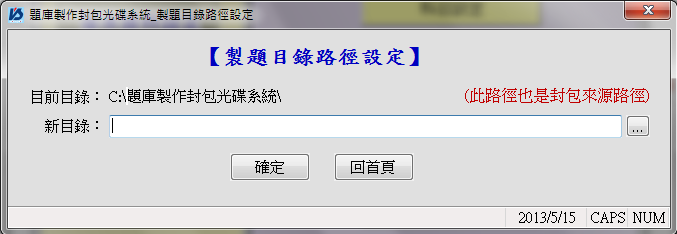 題庫製作封包光碟系統_製題目錄路徑設定
【製題目錄路徑設定】
目前目錄： C:\題庫製作封包光碟系統\ (此路徑也是封包來源路徑)
新目錄： ...
確定 回首頁
2013/5/15 CAPS NUM